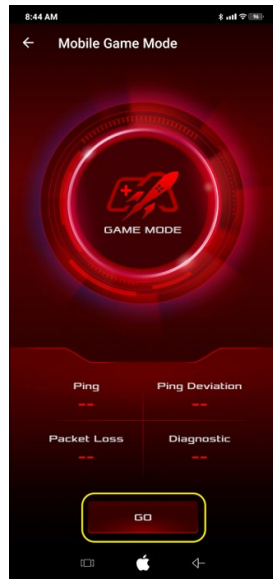 8:44 AM
Mobile Game Mode
GAME MODE
Ping
Ping Deviation
--
--
Packet Loss
Diagnostic
--
--
GO